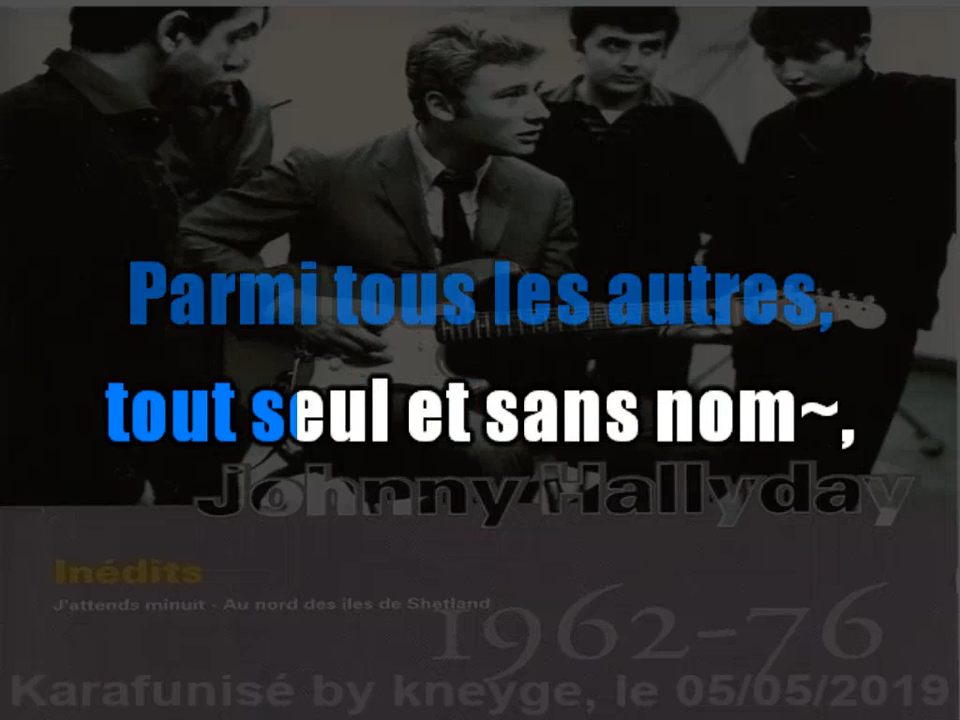 Parmi tous les autres,
tout seul et sans nom~,
Johnny Hallyday
Inédits
J'attends minuit - Au nord des îles de Shetland
1962-76
Karafunisé by kneyge, le 05/05/2019